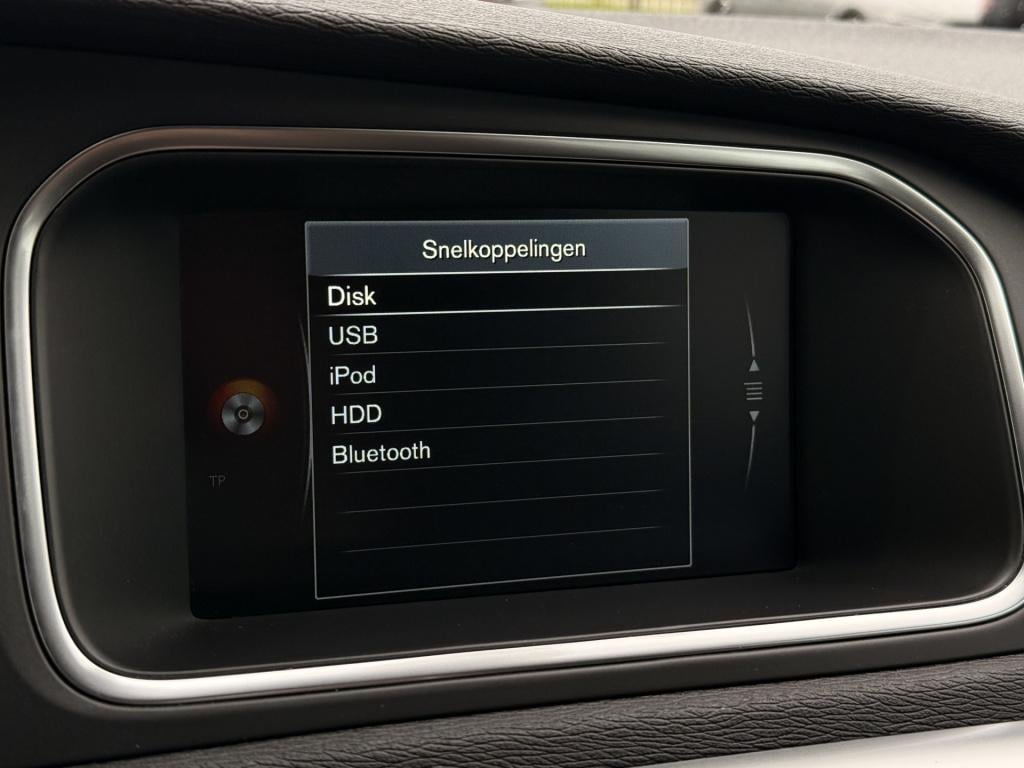 Snelkoppelingen
Disk
USB
iPod
HDD
Bluetooth
TP